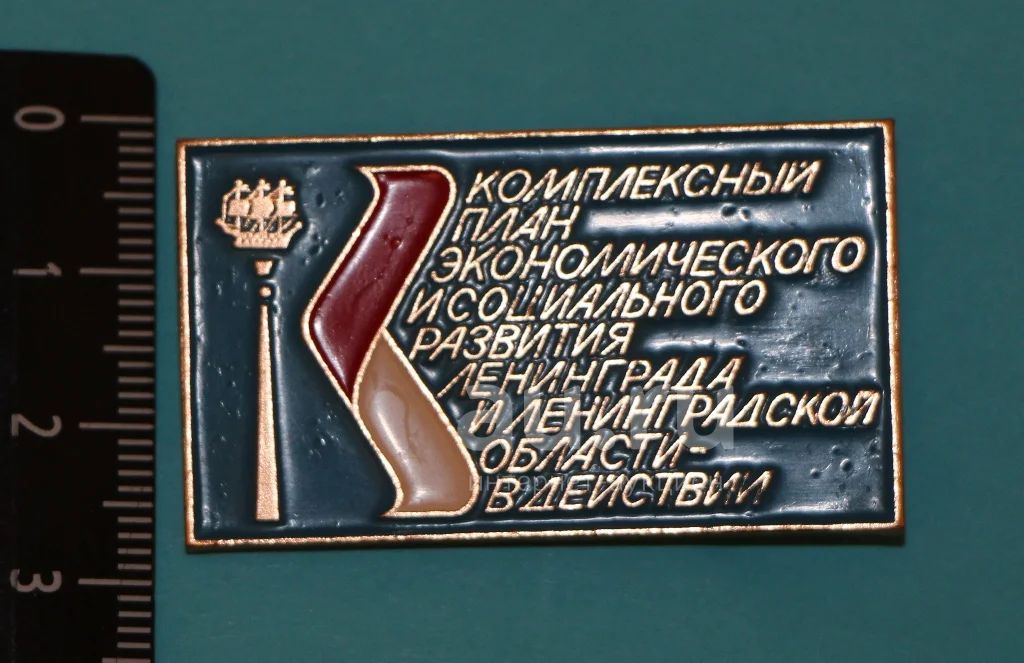 0
1
2
3
КОМПЛЕКСНЫЙ
ПЛАН
ЭКОНОМИЧЕСКОГО
И СОЦИАЛЬНОГО
РАЗВИТИЯ
ЛЕНИНГРАДА
И ЛЕНИНГРАДСКОЙ
ОБЛАСТИ-
В ДЕЙСТВИИ